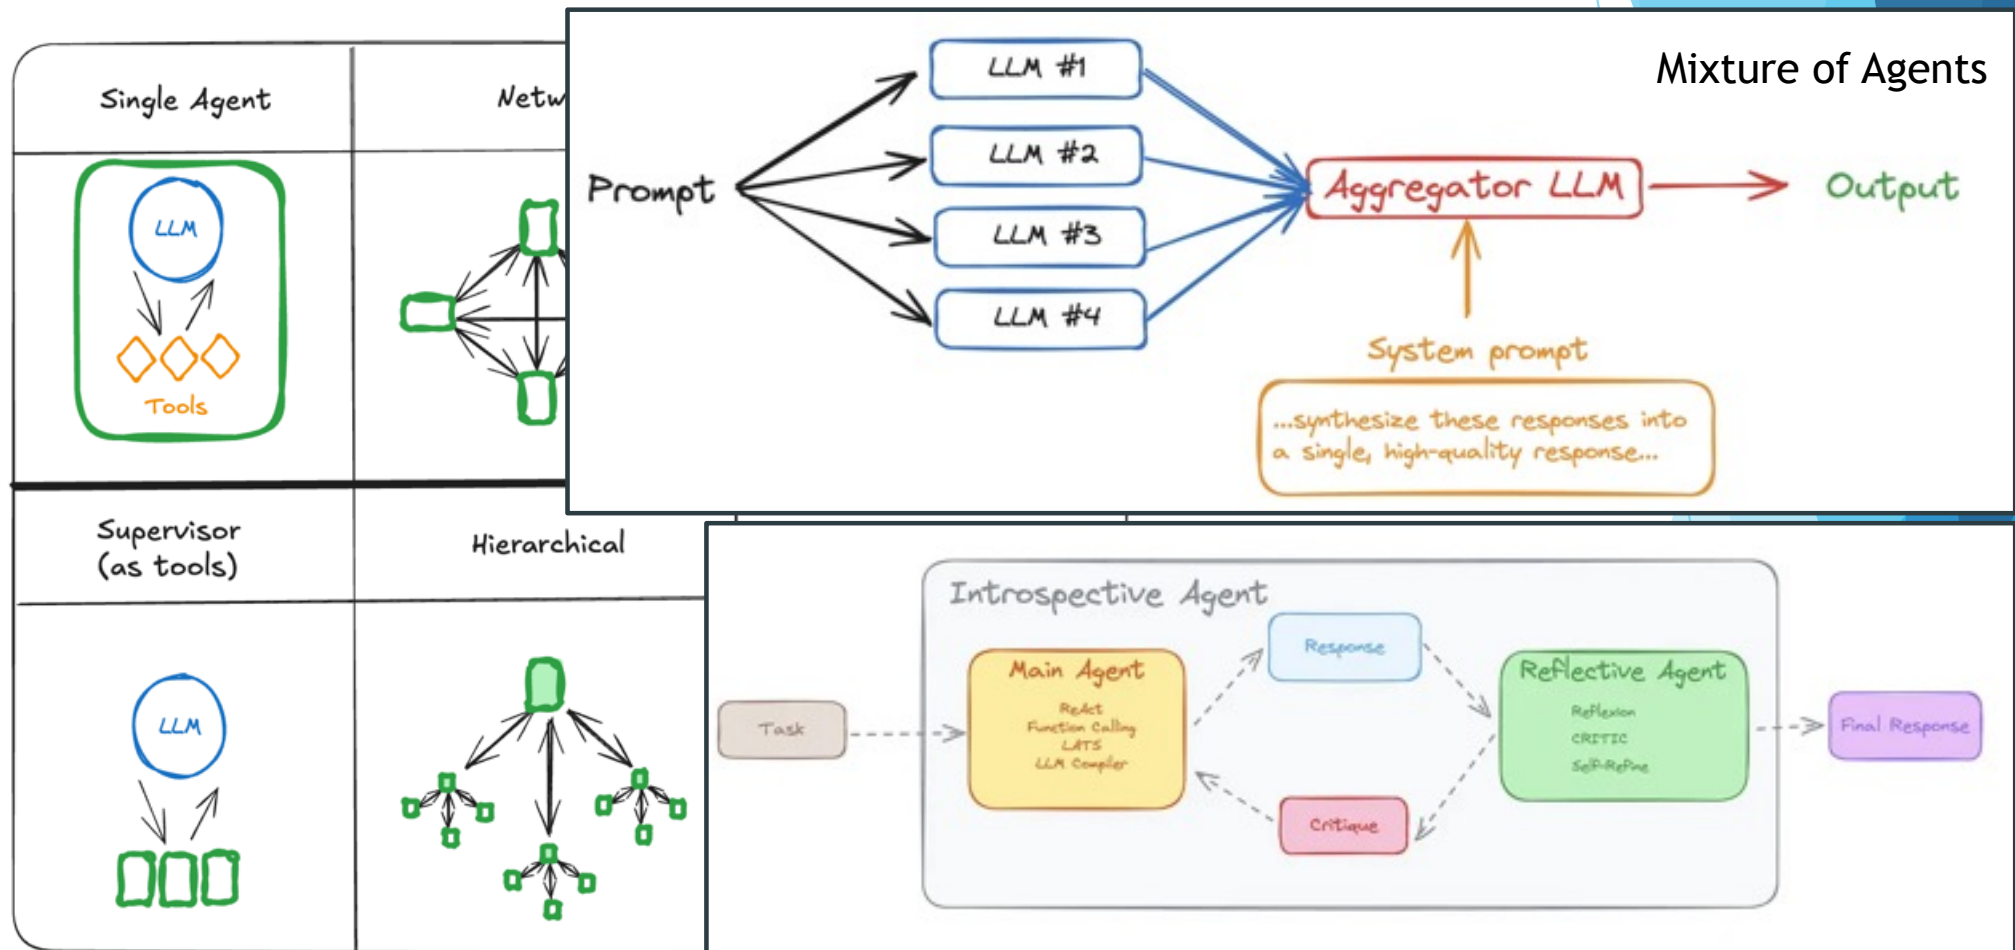 Single Agent
Netw
LLM
Tools
Supervisor
(as tools)
Hierarchical
LLM
Mixture of Agents
Prompt
LLM #1
LLM #2
LLM #3
LLM #4
Aggregator LLM
Output
System prompt
...synthesize these responses into
a single, high-quality response...
Introspective Agent
Task
Main Agent
ReAct
Function Calling
LATS
LLM Compiler
Response
Critique
Reflective Agent
Reflexion
CRITIC
Self-Refine
Final Response